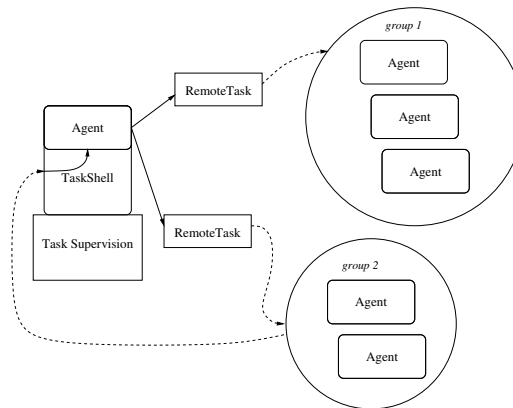 group 1
Agent
Agent
Agent
RemoteTask
Agent
TaskShell
Task Supervision
RemoteTask
group 2
Agent
Agent